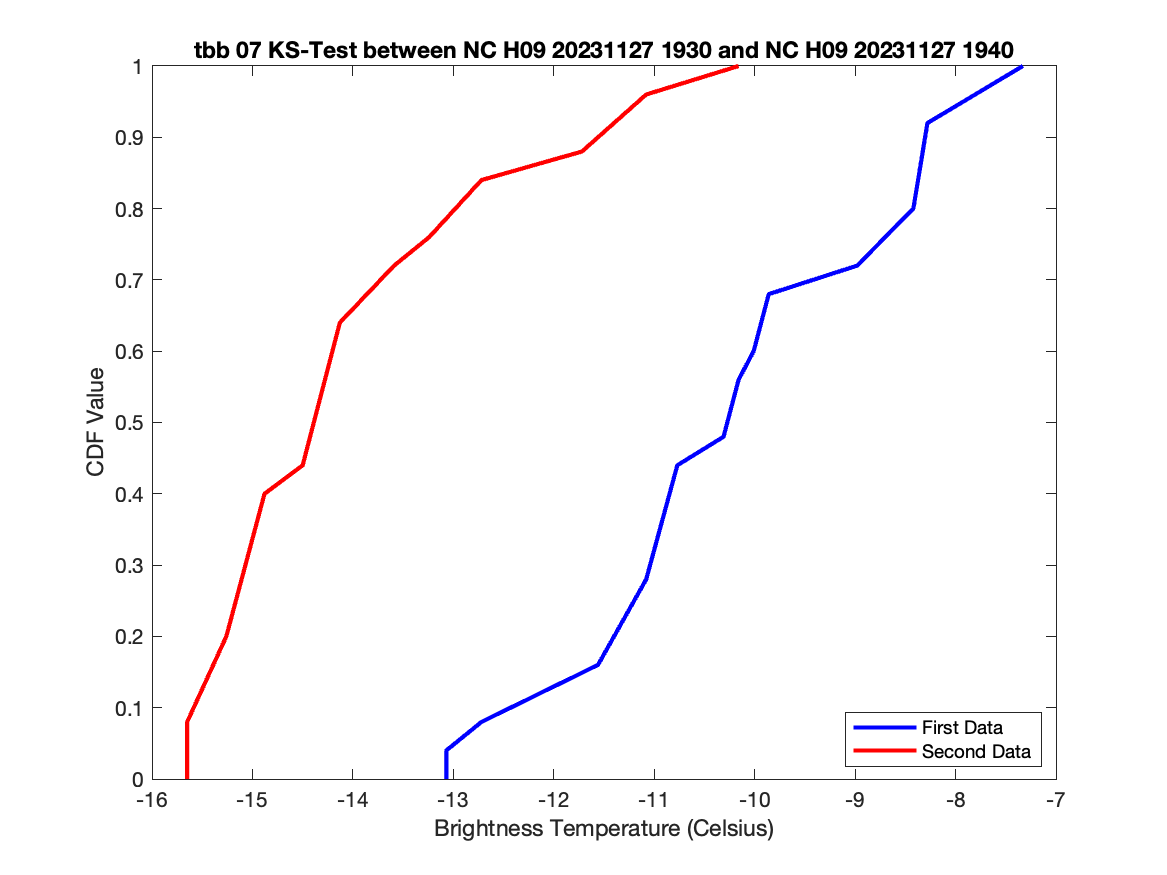 tbb 07 KS-Test between NC H09 20231127 1930 and NC H09 20231127 1940
1
0.9
0.8
0.7
0.6
0.5
0.4
0.3
0.2
0.1
0
CDF Value
First Data
Second Data
-16 -15 -14 -13 -12 -11 -10 -9 -8 -7
Brightness Temperature (Celsius)